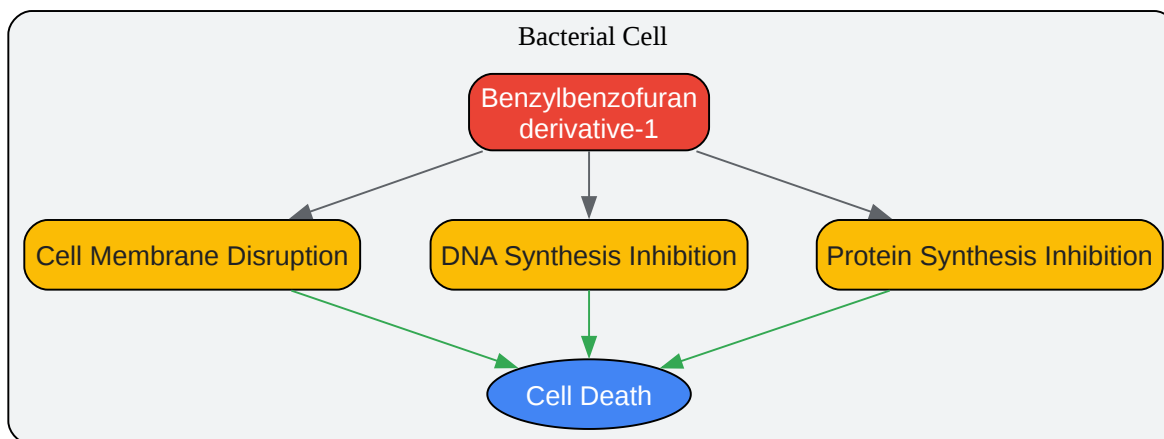 Bacterial Cell
Benzylbenzofuran
derivative-1
Cell Membrane Disruption
DNA Synthesis Inhibition
Protein Synthesis Inhibition
Cell Death